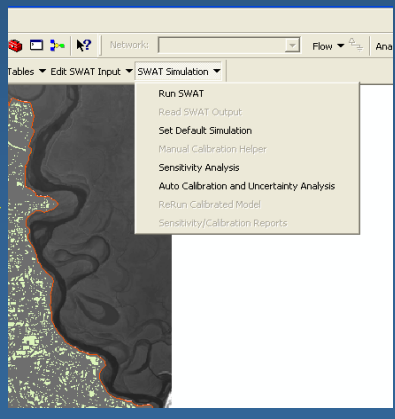 Network: Flow Ana
Tables Edit SWAT Input SWAT Simulation
Run SWAT
Read SWAT Output
Set Default Simulation
Manual Calibration Helper
Sensitivity Analysis
Auto Calibration and Uncertainty Analysis
ReRun Calibrated Model
Sensitivity/Calibration Reports